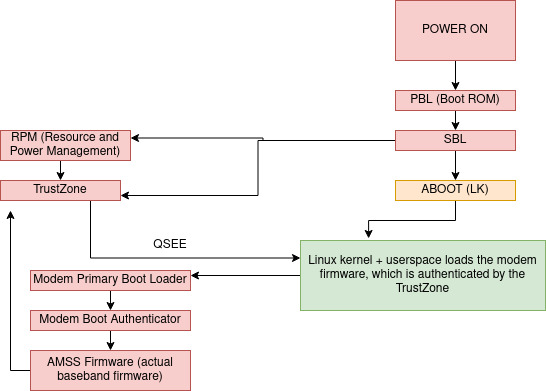 POWER ON
PBL (Boot ROM)
RPM (Resource and
Power Management)
SBL
TrustZone
ABOOT (LK)
QSEE
Linux kernel + userspace loads the modem
firmware, which is authenticated by the
TrustZone
Modem Primary Boot Loader
Modem Boot Authenticator
AMSS Firmware (actual
baseband firmware)